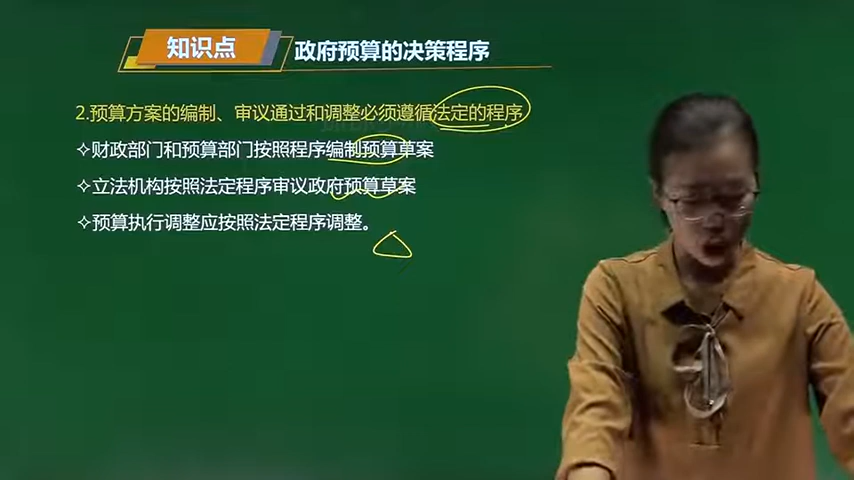 知识点
政府预算的决策程序
2.预算方案的编制、审议通过和调整必须遵循法定的程序
✧财政部门和预算部门按照程序编制预算草案
✧立法机构按照法定程序审议政府预算草案
✧预算执行调整应按照法定程序调整。